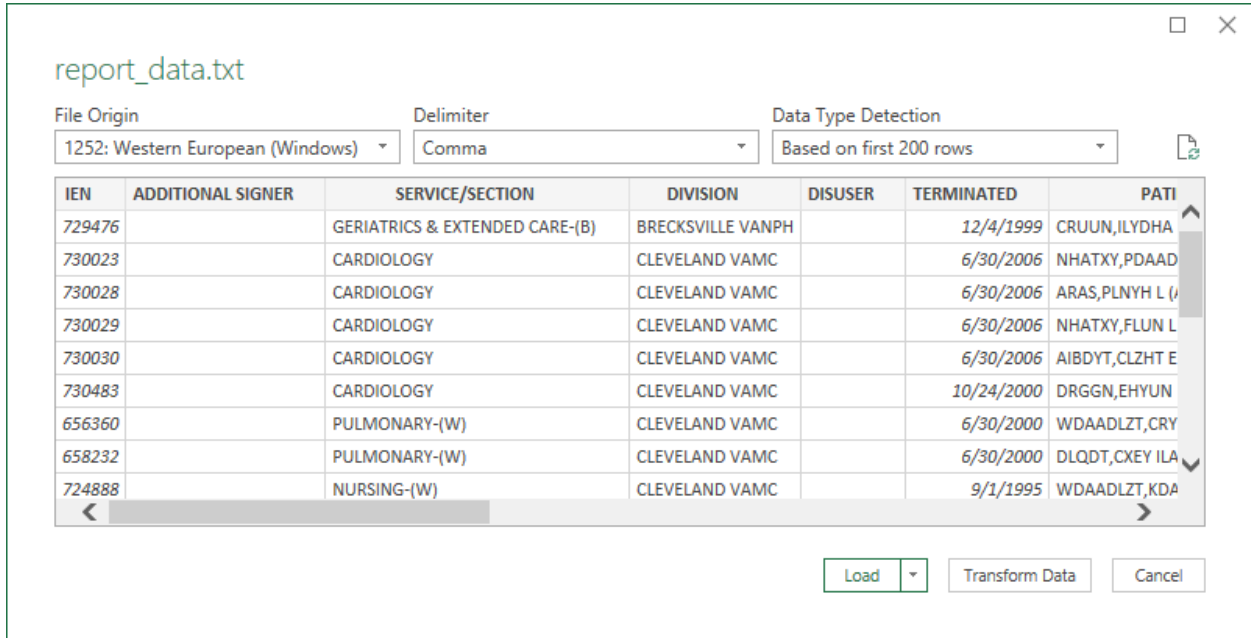 report_data.txt
File Origin Delimiter Data Type Detection
1252: Western European (Windows) Comma Based on first 200 rows
IEN ADDITIONAL SIGNER SERVICE/SECTION DIVISION DISUSER TERMINATED PATI
729476 GERIATRICS & EXTENDED CARE-(B) BRECKSVILLE VANPH 12/4/1999 CRUUN,ILYDHA
730023 CARDIOLOGY CLEVELAND VAMC 6/30/2006 NHATXY,PDAAD
730028 CARDIOLOGY CLEVELAND VAMC 6/30/2006 ARAS,PLNYH L (
730029 CARDIOLOGY CLEVELAND VAMC 6/30/2006 NHATXY,FLUN L
730030 CARDIOLOGY CLEVELAND VAMC 6/30/2006 AIBDYT,CLZHT E
730483 CARDIOLOGY CLEVELAND VAMC 10/24/2000 DRGGN,EHYUN
656360 PULMONARY-(W) CLEVELAND VAMC 6/30/2000 WDAADLZT,CRY
658232 PULMONARY-(W) CLEVELAND VAMC 6/30/2000 DLQDT,CXEY ILA
724888 NURSING-(W) CLEVELAND VAMC 9/1/1995 WDAADLZT,KDA
Load Transform Data Cancel